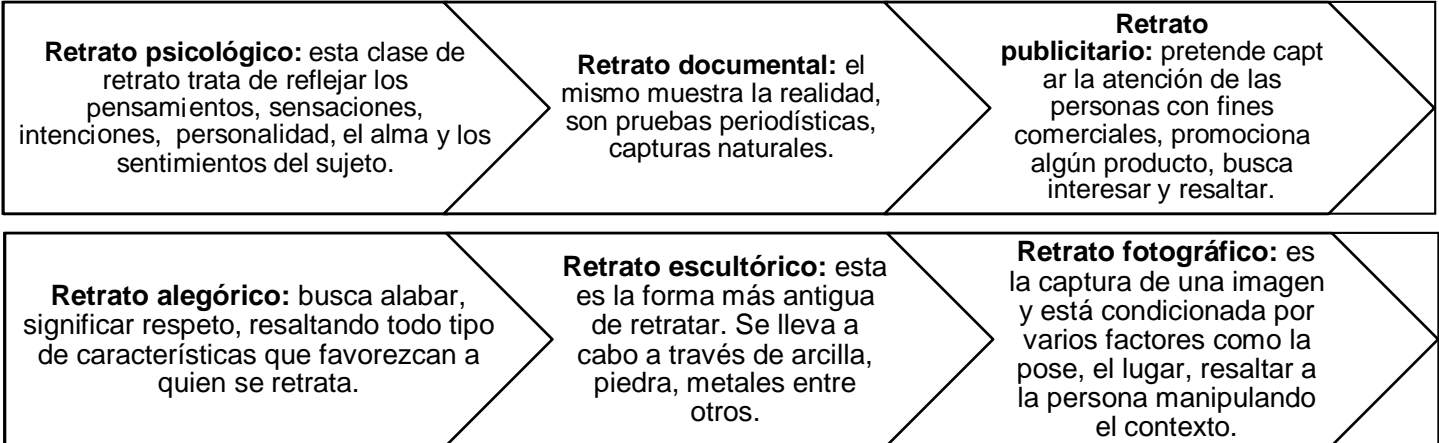 Retrato psicológico: esta clase de
retrato trata de reflejar los
pensamientos, sensaciones,
intenciones, personalidad, el alma y los
sentimientos del sujeto.
Retrato documental: el
mismo muestra la realidad,
son pruebas periodísticas,
capturas naturales.
Retrato
publicitario: pretende capt
ar la atención de las
personas con fines
comerciales, promociona
algún producto, busca
interesar y resaltar.
Retrato alegórico: busca alabar,
significar respeto, resaltando todo tipo
de características que favorezcan a
quien se retrata.
Retrato escultórico: esta
es la forma más antigua
de retratar. Se lleva a
cabo a través de arcilla,
piedra, metales entre
otros.
Retrato fotográfico: es
la captura de una imagen
y está condicionada por
varios factores como la
pose, el lugar, resaltar a
la persona manipulando
el contexto.